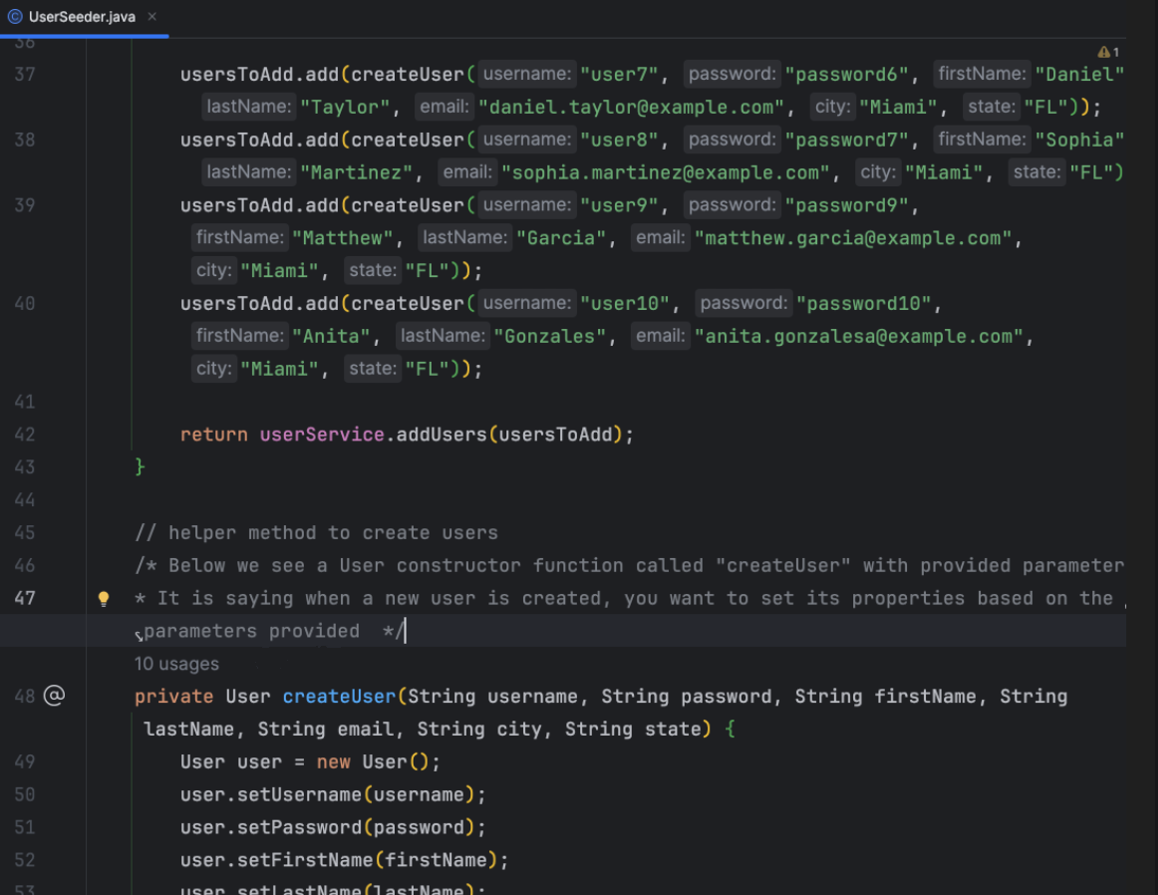 UserSeeder.java
36
1
37 usersToAdd.add(createUser( username: "user7", password: "password6", firstName: "Daniel"
lastName: "Taylor", email: "daniel.taylor@example.com", city: "Miami", state: "FL"));
38 usersToAdd.add(createUser( username: "user8", password: "password7", firstName: "Sophia"
lastName: "Martinez", email: "sophia.martinez@example.com", city: "Miami", state: "FL")
39 usersToAdd.add(createUser( username: "user9", password: "password9",
firstName: "Matthew", lastName: "Garcia", email: "matthew.garcia@example.com",
city: "Miami", state: "FL"));
40 usersToAdd.add(createUser( username: "user10", password: "password10",
firstName: "Anita", lastName: "Gonzales", email: "anita.gonzalesa@example.com",
city: "Miami", state: "FL"));
41
42 return userService.addUsers(usersToAdd);
43 }
44
45 // helper method to create users
46 /* Below we see a User constructor function called "createUser" with provided parameter
47 * It is saying when a new user is created, you want to set its properties based on the
parameters provided */
10 usages
48 @ private User createUser(String username, String password, String firstName, String
lastName, String email, String city, String state) {
49 User user = new User();
50 user.setUsername(username);
51 user.setPassword(password);
52 user.setFirstName(firstName);
53 user.setLastName(lastName);